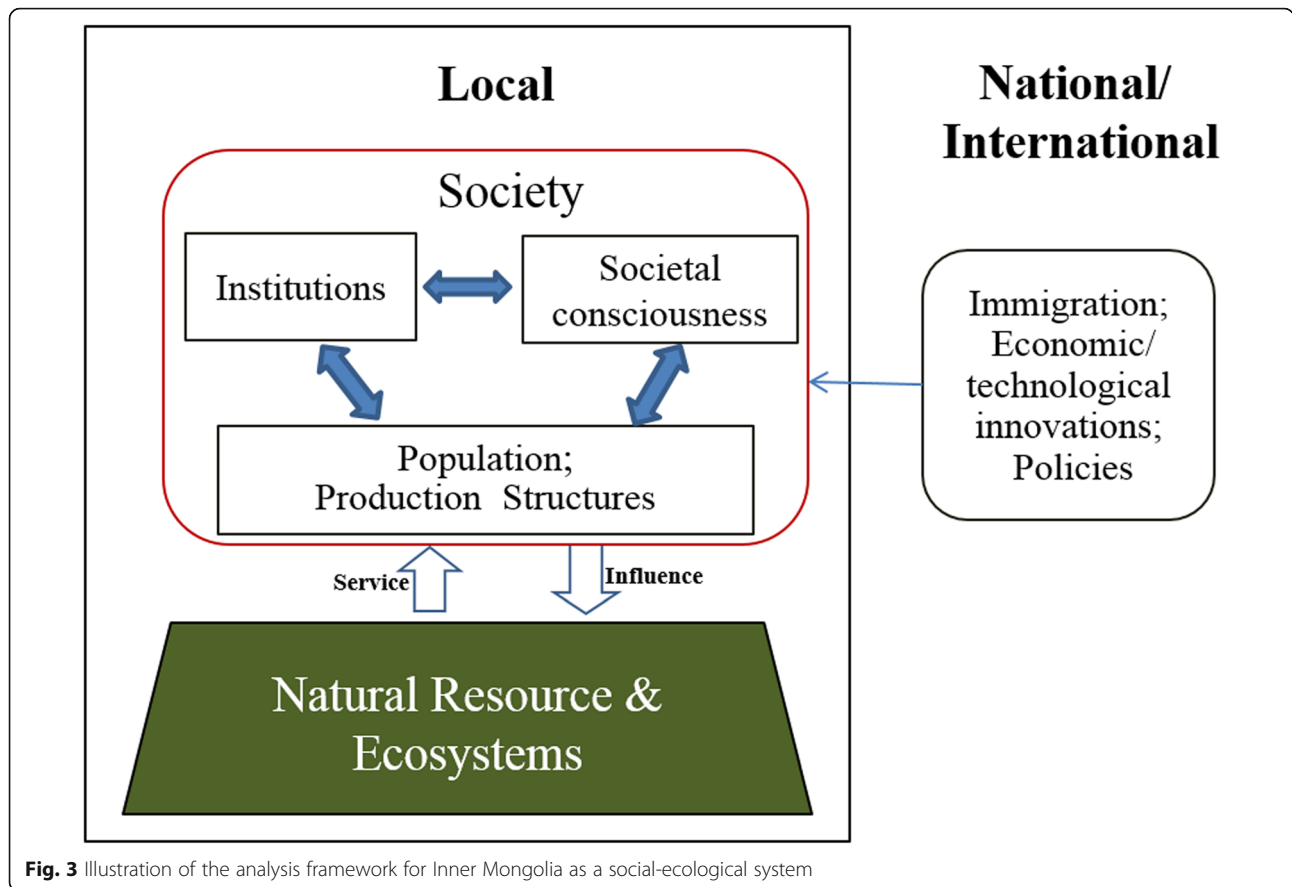 Local
National/
International
Society
Institutions
Societal
consciousness
Population;
Production Structures
Immigration;
Economic/
technological
innovations;
Policies
Service
Influence
Natural Resource &
Ecosystems
Fig. 3 Illustration of the analysis framework for Inner Mongolia as a social-ecological system